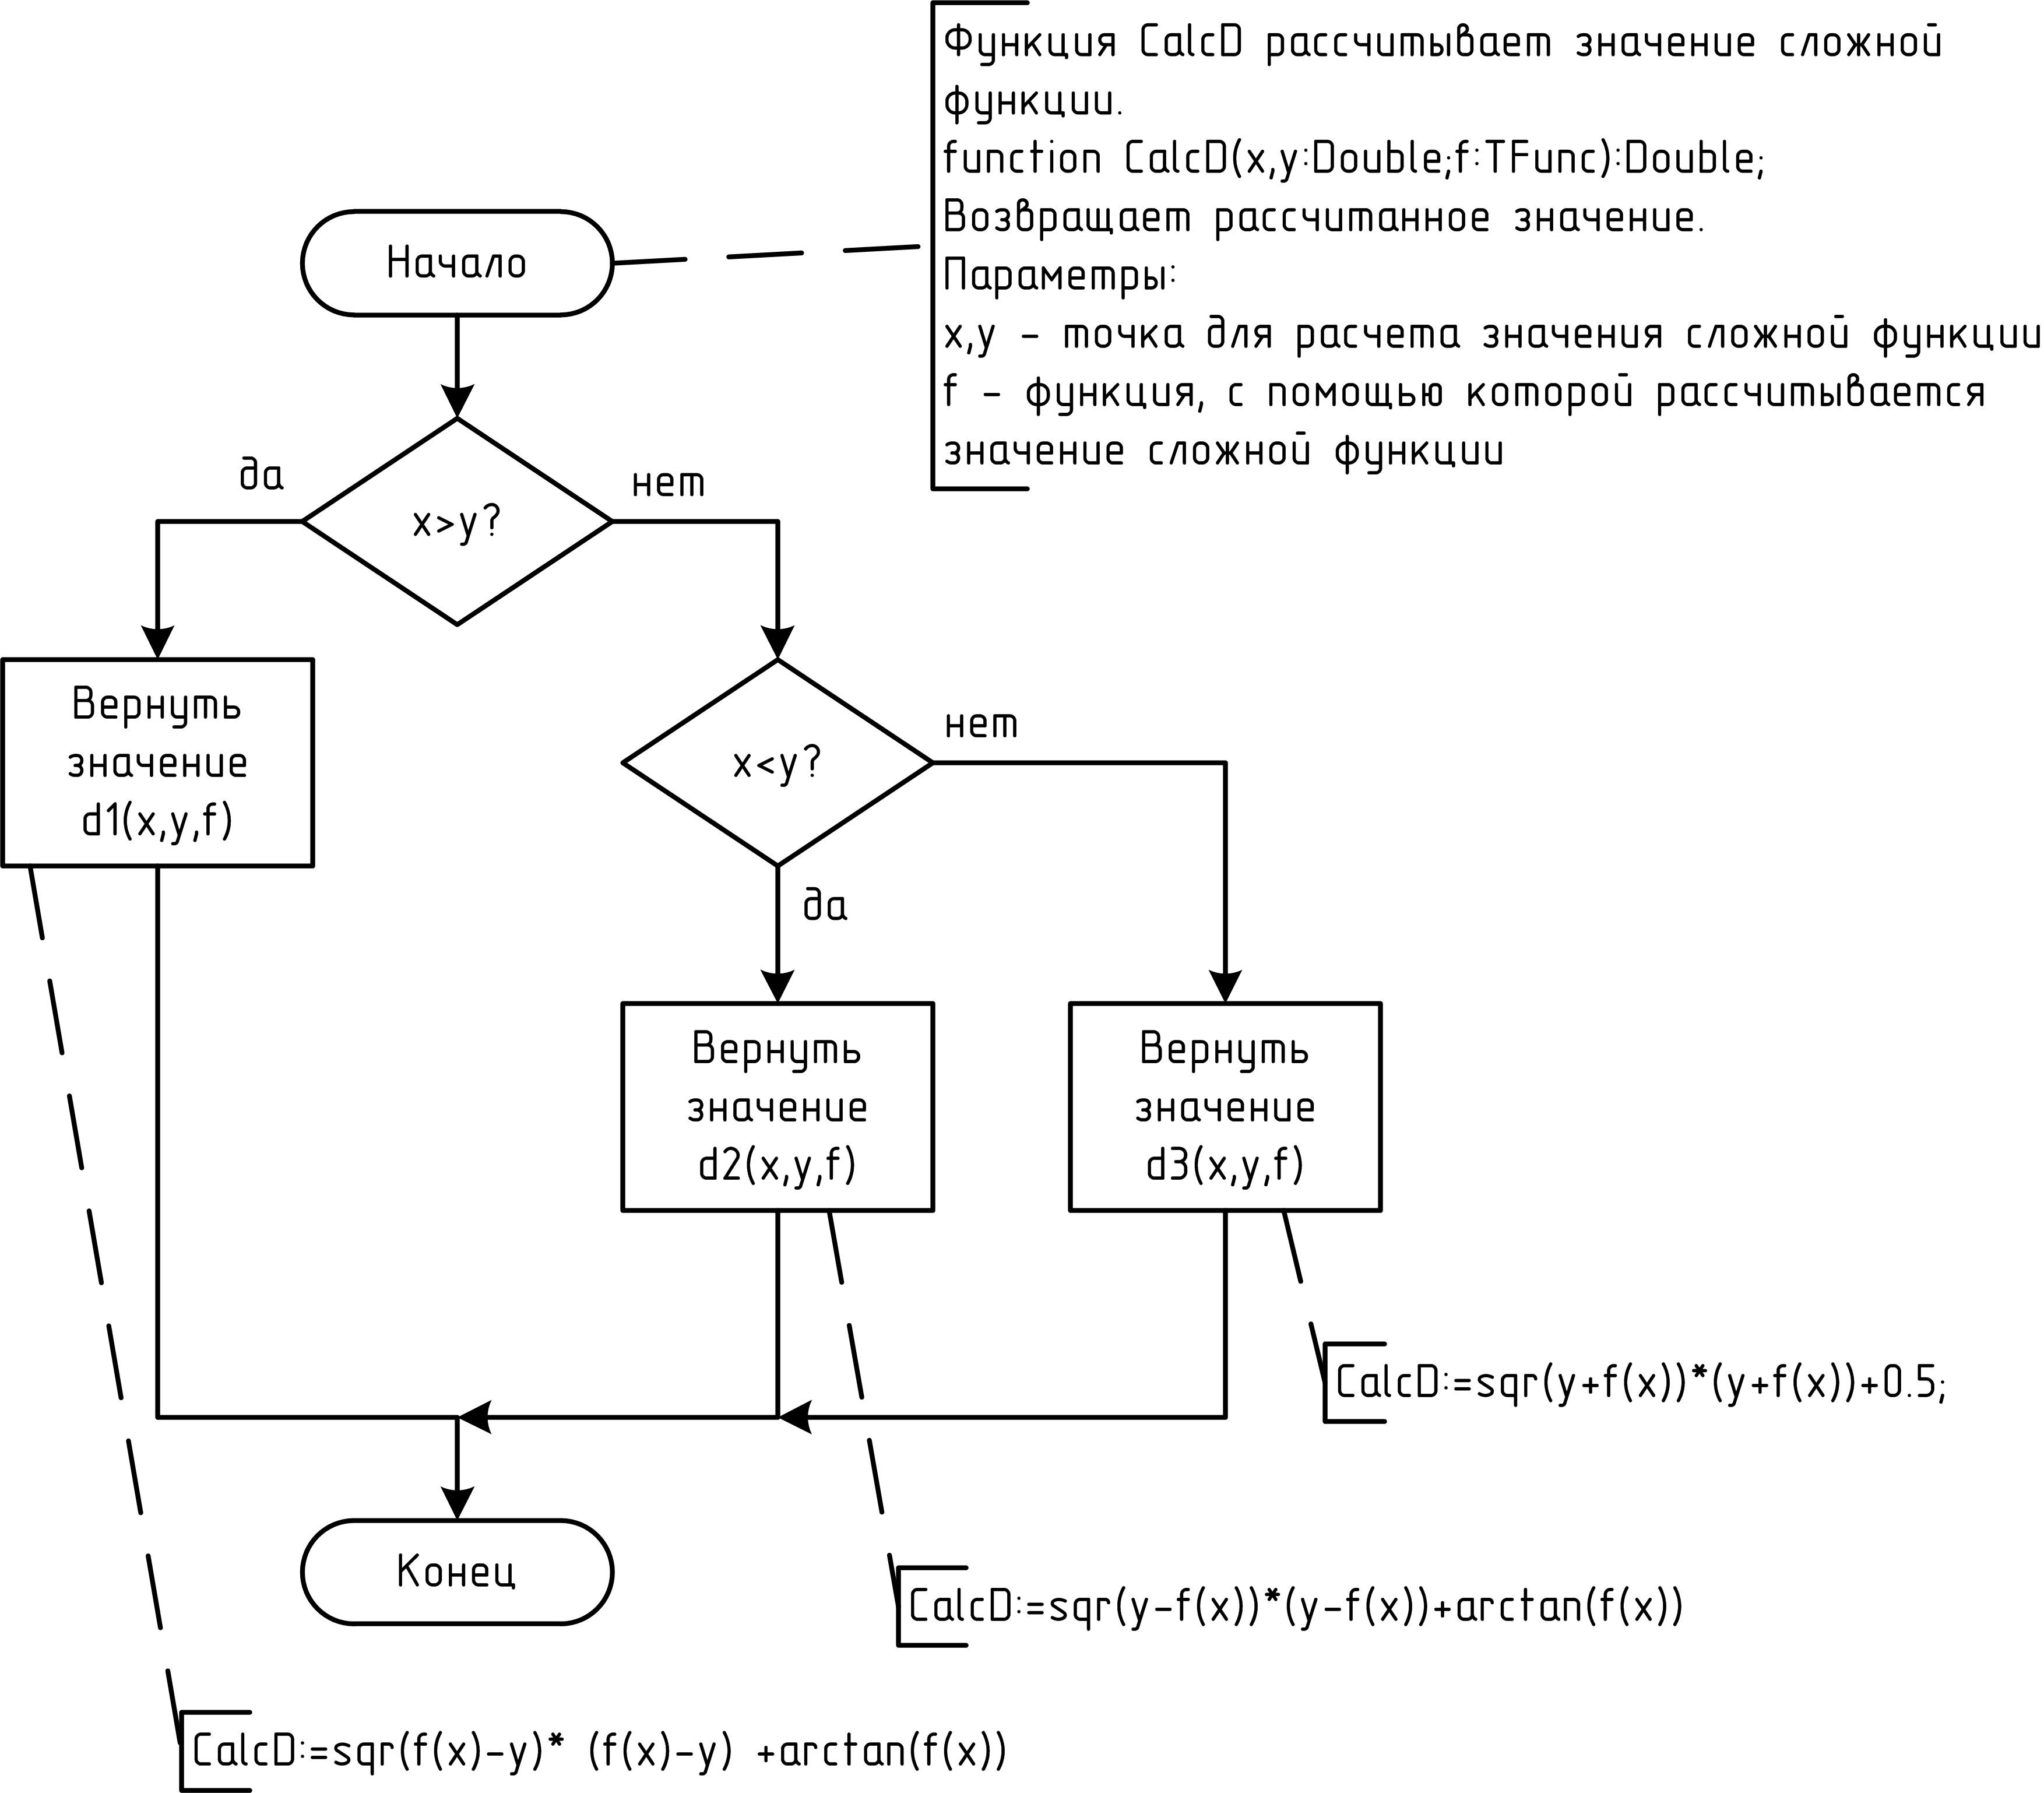 Функция CalcD рассчитывает значение сложной
функции.
function CalcD(x,y:Double;f:TFunc):Double;
Возвращает рассчитанное значение.
Параметры:
x,y – точка для расчета значения сложной функции
f – функция, с помощью которой рассчитывается
значение сложной функции
Начало
да
нет
x>y?
Вернуть
значение
d1(x,y,f)
нет
x<y?
да
Вернуть
значение
d2(x,y,f)
Вернуть
значение
d3(x,y,f)
CalcD:=sqr(y+f(x))*(y+f(x))+0.5;
Конец
CalcD:=sqr(y-f(x))*(y-f(x))+arctan(f(x))
CalcD:=sqr(f(x)-y)* (f(x)-y) +arctan(f(x))